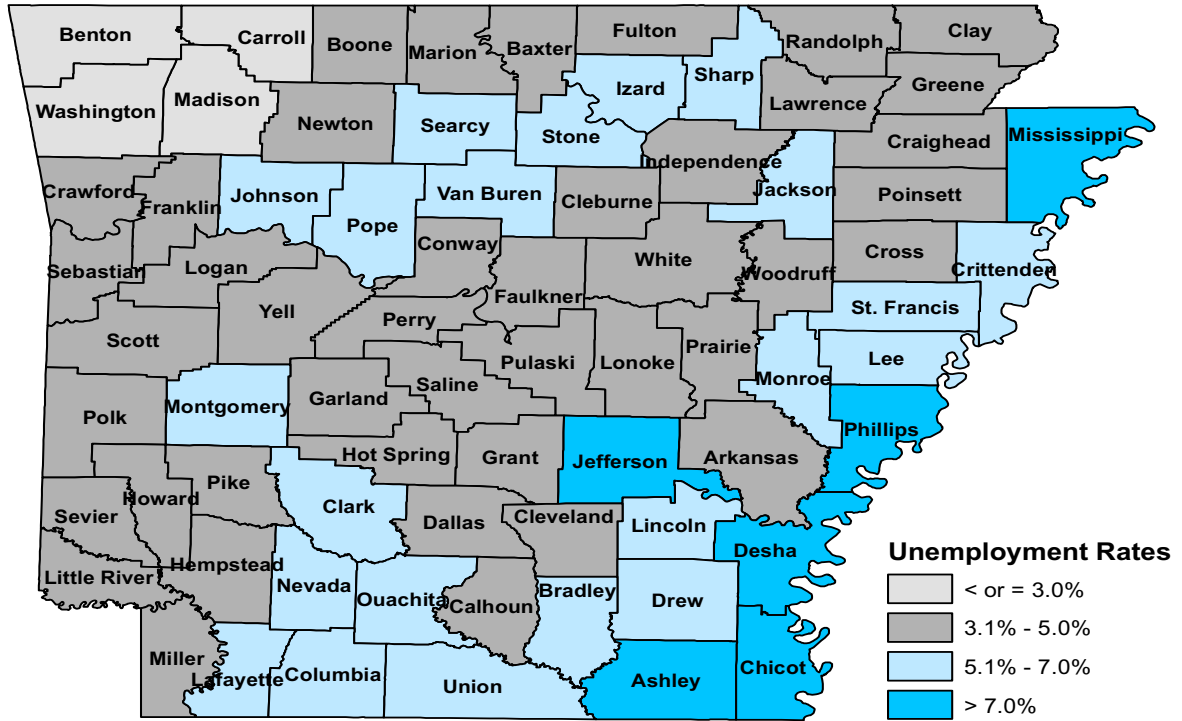 Benton
Carroll
Boone
Marion
Baxter
Fulton
Randolph
Clay
Washington
Madison
Newton
Searcy
Stone
Izard
Sharp
Lawrence
Greene
Independence
Craighead
Mississippi
Crawford
Franklin
Johnson
Pope
Van Buren
Cleburne
Jackson
Poinsett
Sebastian
Logan
Conway
White
Woodruff
Cross
Crittenden
Scott
Yell
Perry
Faulkner
Pulaski
Lonoke
Prairie
St. Francis
Lee
Monroe
Polk
Montgomery
Garland
Saline
Phillips
Hot Spring
Grant
Jefferson
Arkansas
Sevier
Howard
Pike
Clark
Dallas
Cleveland
Lincoln
Desha
Little River
Hempstead
Nevada
Ouachita
Calhoun
Bradley
Drew
Miller
Lafayette
Columbia
Union
Ashley
Chicot
Unemployment Rates
< or = 3.0%
3.1% - 5.0%
5.1% - 7.0%
> 7.0%